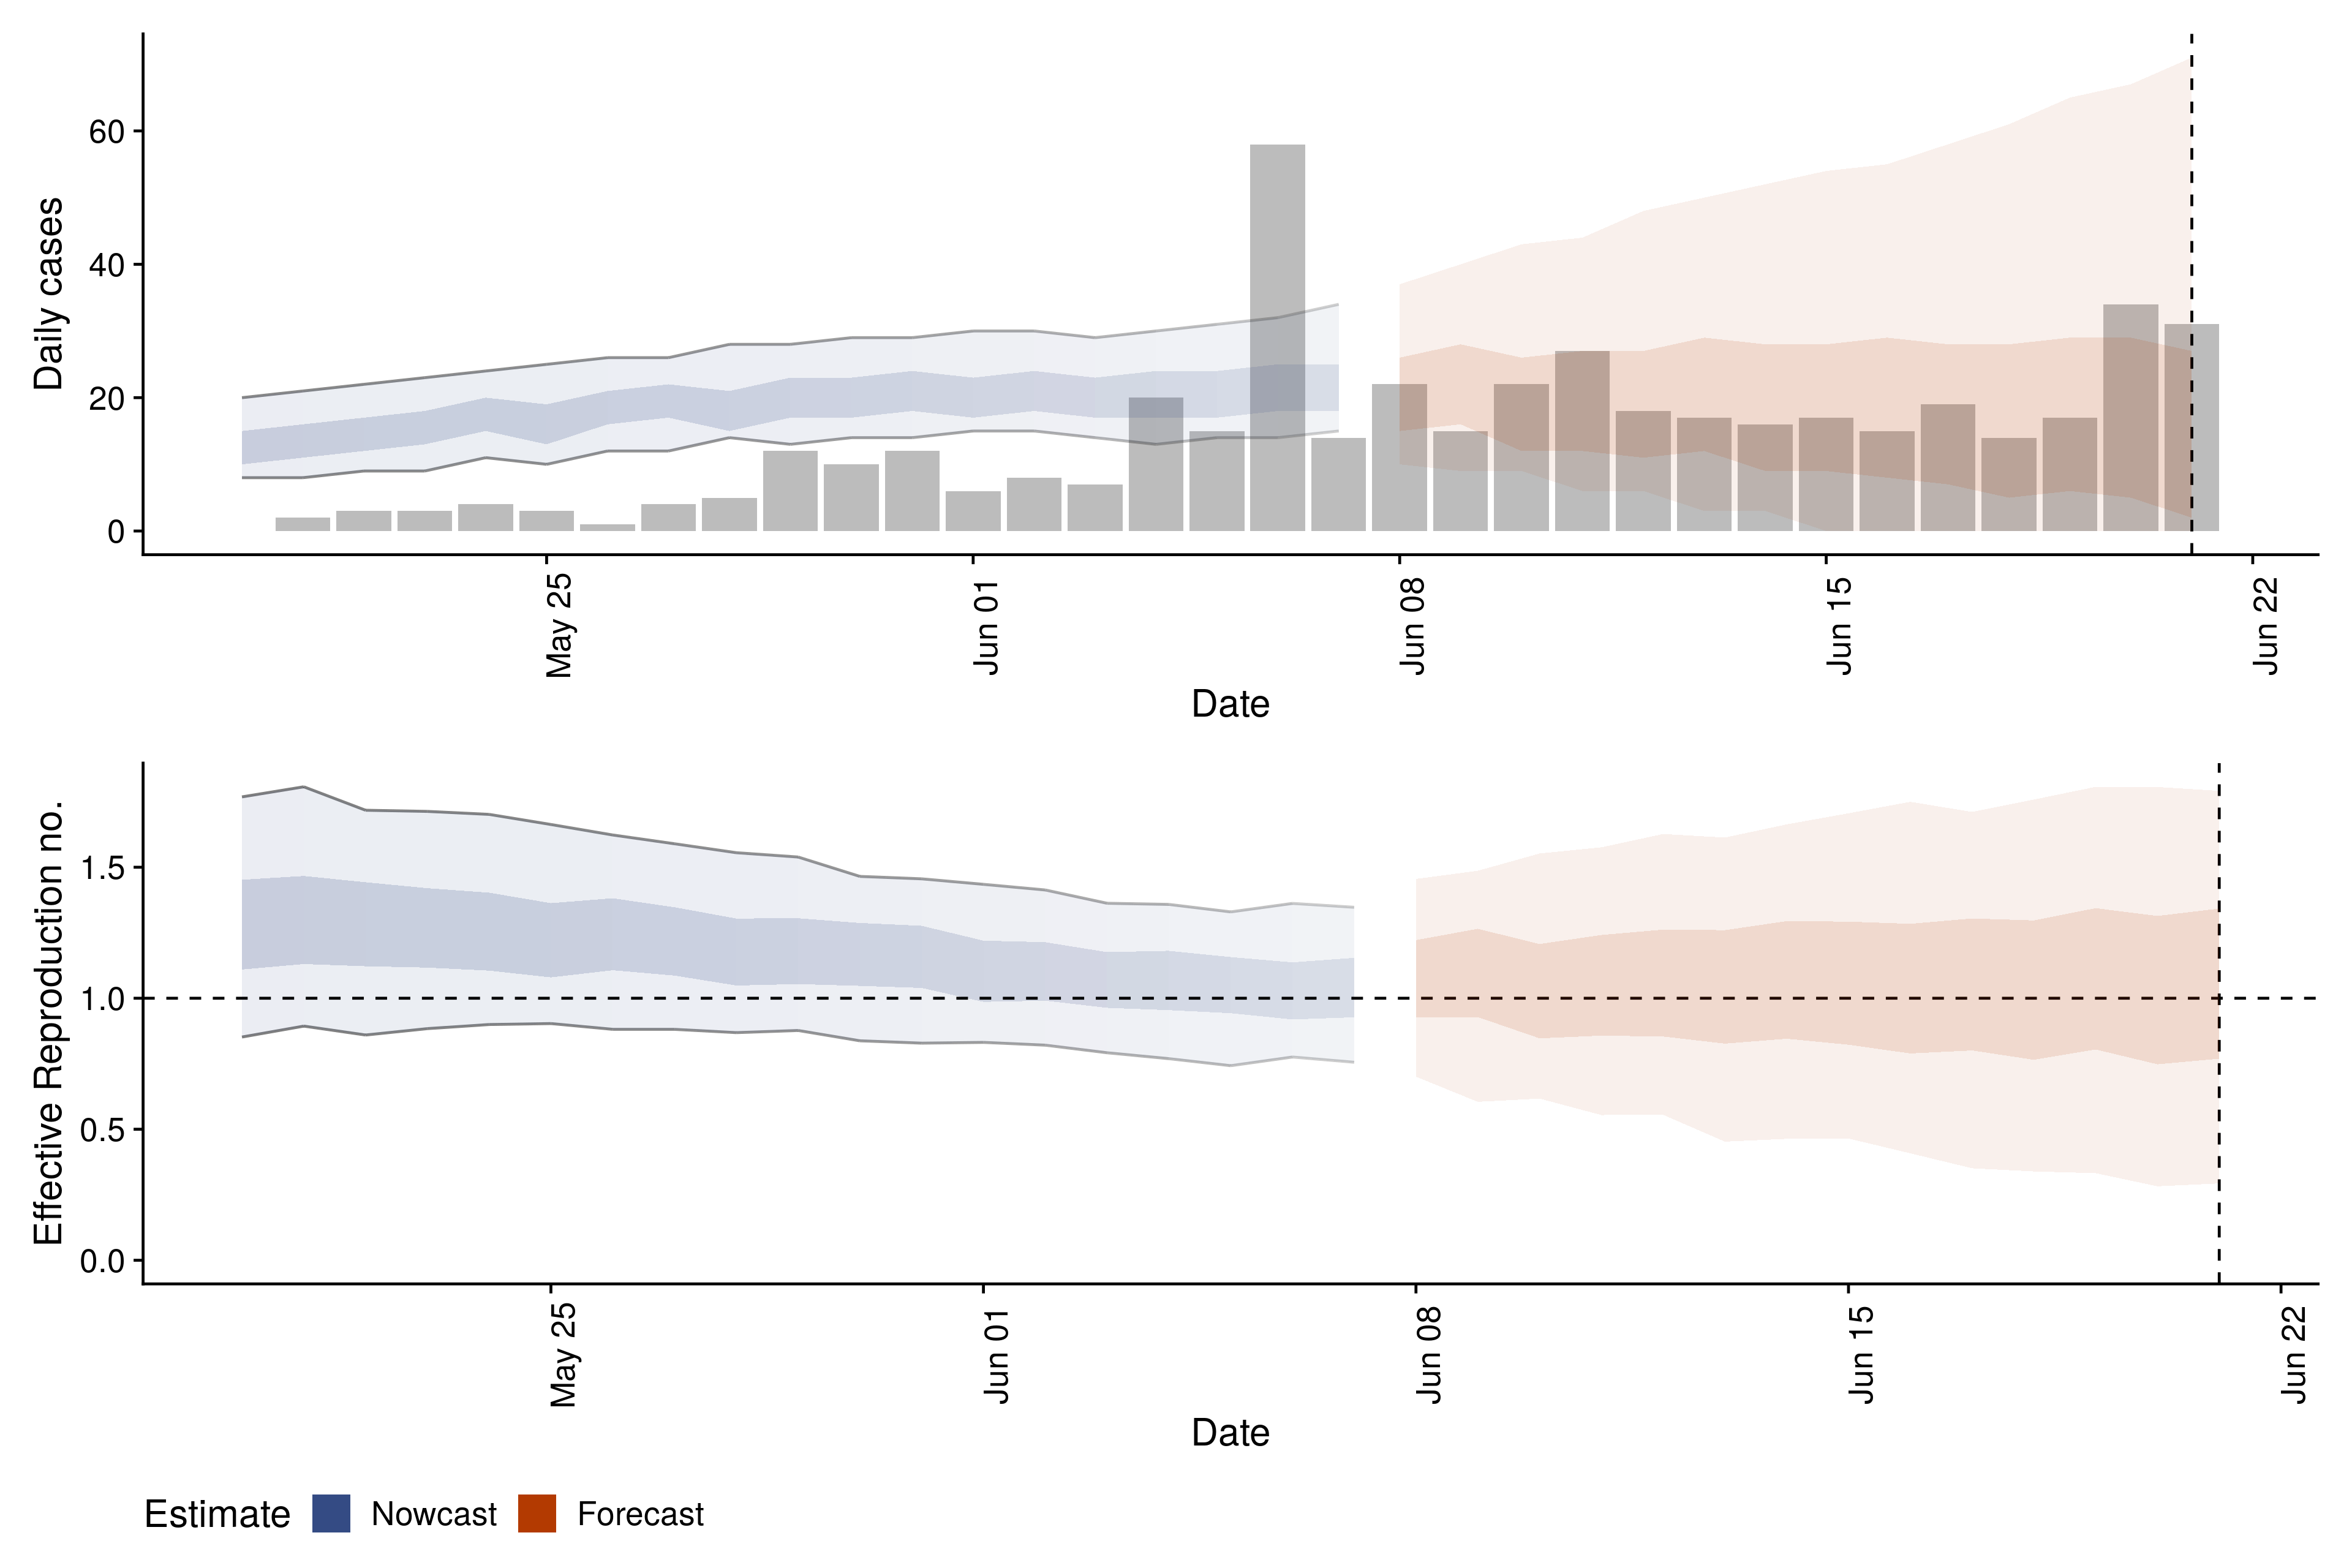 Daily cases
60
40
20
0
May 25
Jun 01
Jun 08
Jun 15
Jun 22
Date
Effective Reproduction no.
1.5
1.0
0.5
0.0
May 25
Jun 01
Jun 08
Jun 15
Jun 22
Date
Estimate Nowcast Forecast